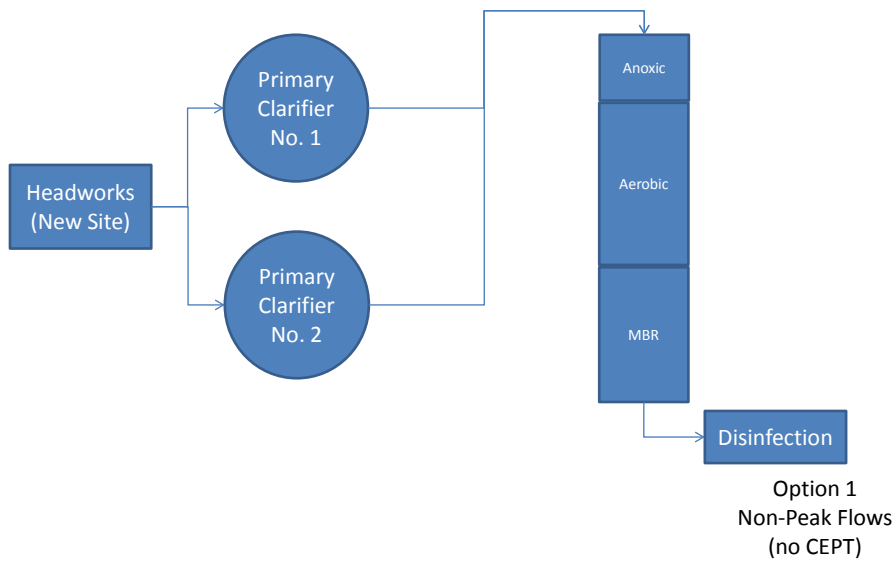 Headworks
(New Site)
Primary
Clarifier
No. 1
Primary
Clarifier
No. 2
Anoxic
Aerobic
MBR
Disinfection
Option 1
Non-Peak Flows
(no CEPT)